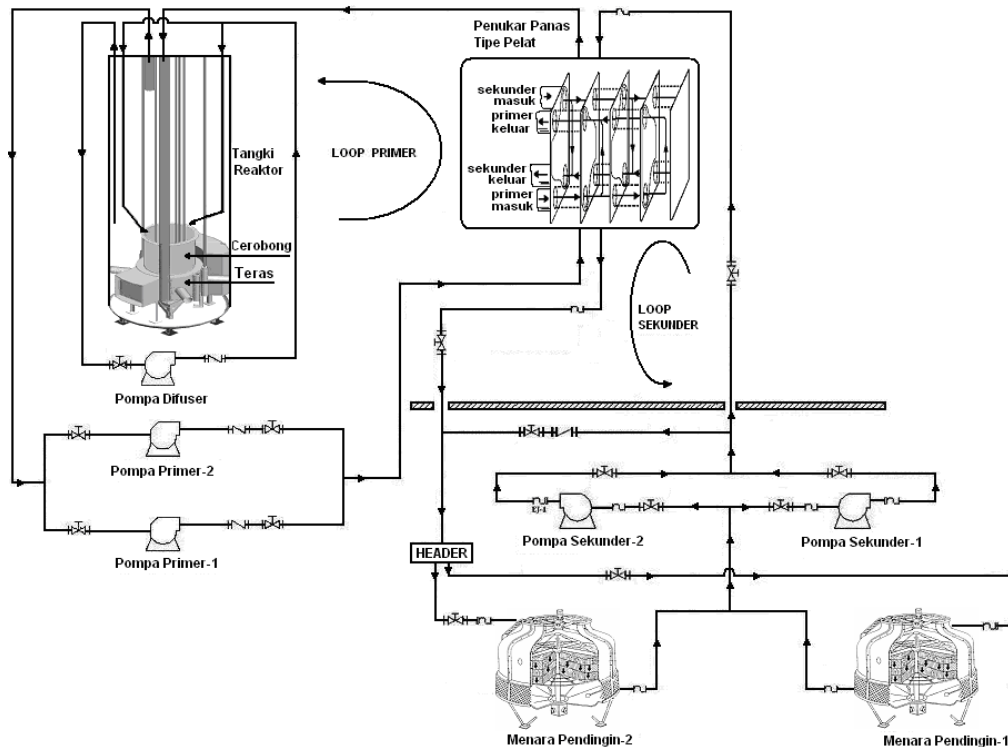 Penukar Panas
Tipe Pelat
sekunder
masuk
primer
keluar
sekunder
keluar
primer
masuk
LOOP PRIMER
Tangki
Reaktor
Cerobong
Teras
LOOP
SEKUNDER
Pompa Difuser
Pompa Primer-2
Pompa Primer-1
Pompa Sekunder-2
Pompa Sekunder-1
HEADER
Menara Pendingin-2
Menara Pendingin-1